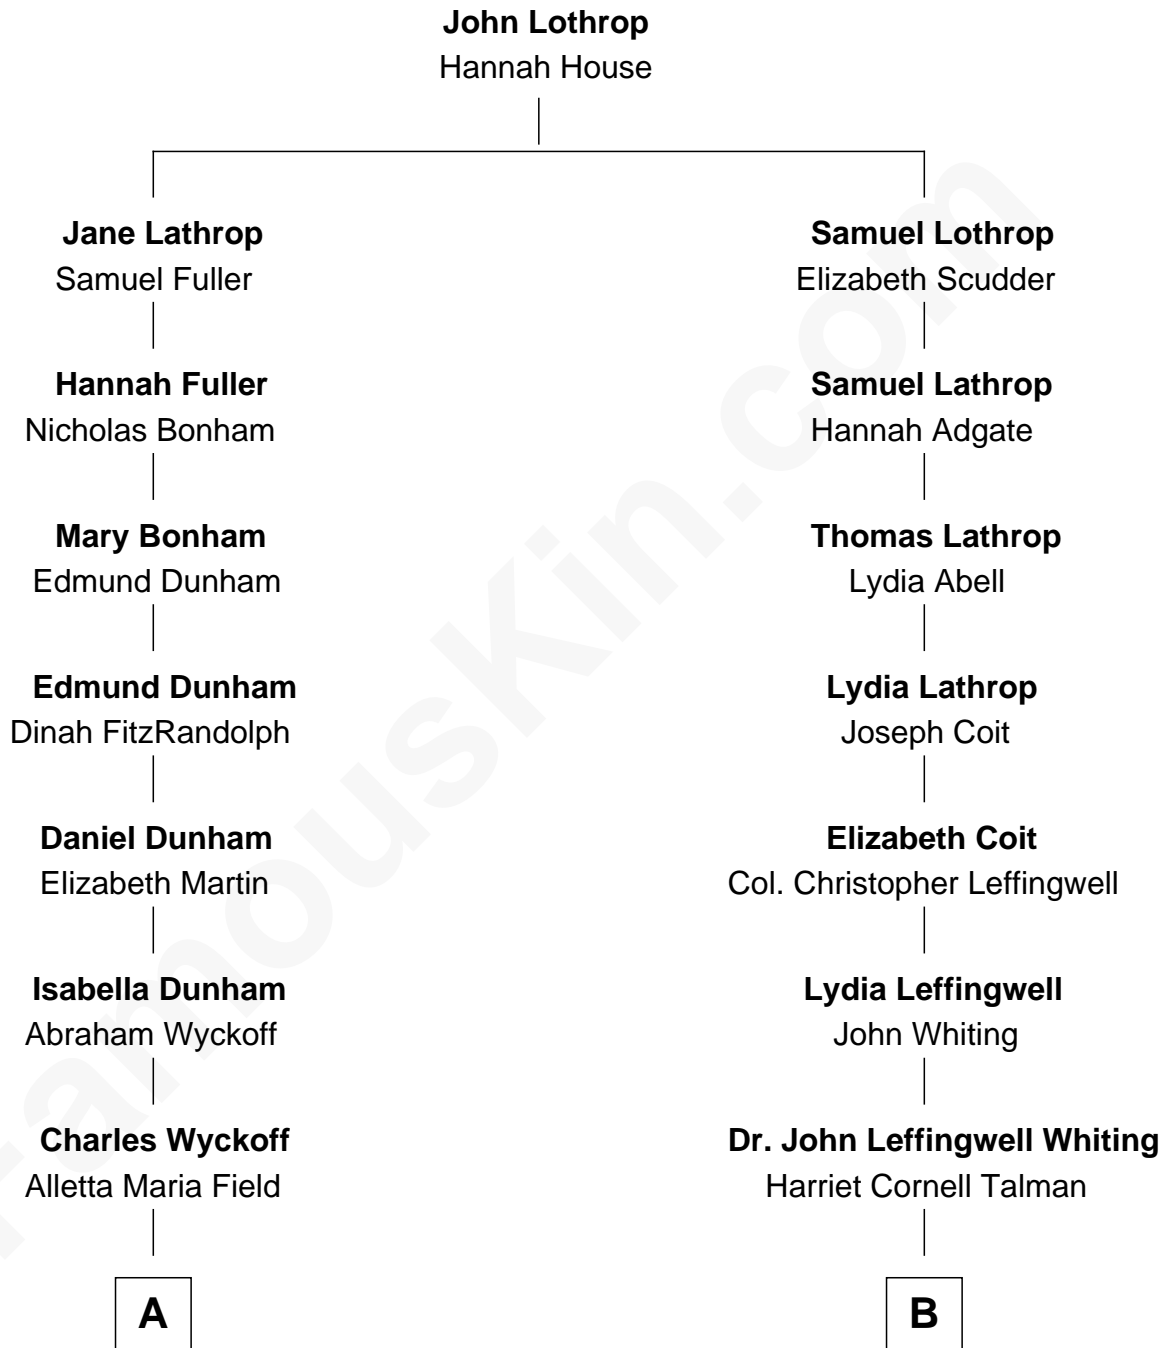 John Lothrop
Hannah House
Jane Lathrop
Samuel Fuller
Hannah Fuller
Nicholas Bonham
Mary Bonham
Edmund Dunham
Edmund Dunham
Dinah FitzRandolph
Daniel Dunham
Elizabeth Martin
Isabella Dunham
Abraham Wyckoff
Charles Wyckoff
Alletta Maria Field
A
Samuel Lothrop
Elizabeth Scudder
Samuel Lathrop
Hannah Adgate
Thomas Lathrop
Lydia Abell
Lydia Lathrop
Joseph Coit
Elizabeth Coit
Col. Christopher Leffingwell
Lydia Leffingwell
John Whiting
Dr. John Leffingwell Whiting
Harriet Cornell Talman
B
FamousKin.com